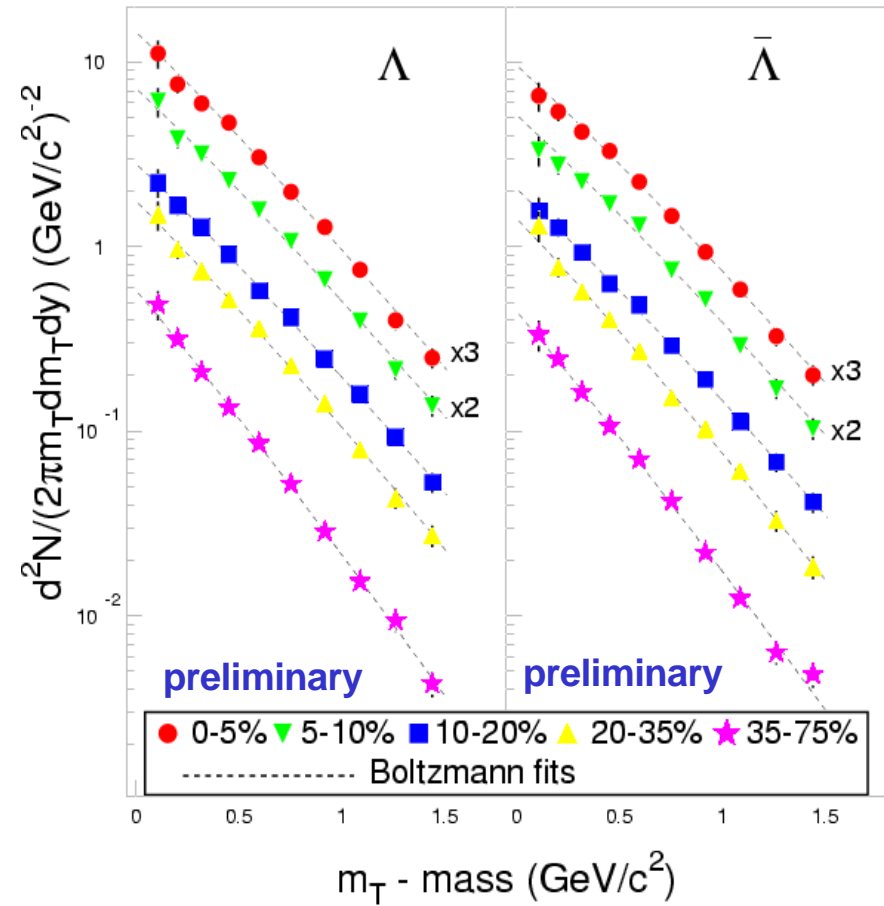 d²N/(2πm_Tdm_Tdy) (GeV/c²)⁻²
10
1
10⁻¹
10⁻²
Λ
x3
x2
preliminary
Λ̄
x3
x2
preliminary
0-5% 5-10% 10-20% 20-35% 35-75%
Boltzmann fits
0 0.5 1 1.5 0 0.5 1 1.5
m_T - mass (GeV/c²)